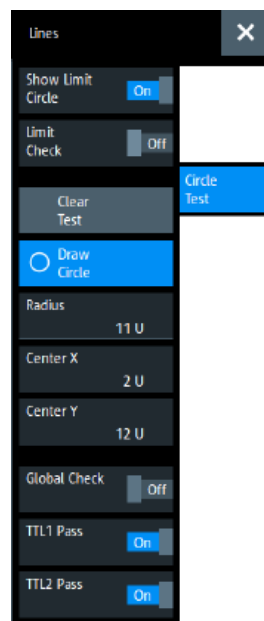 Lines
Show Limit
Circle
On
Limit
Check
Off
Clear
Test
Draw
Circle
Radius
11 U
Center X
2 U
Center Y
12 U
Global Check
Off
TTL1 Pass
On
TTL2 Pass
On
Circle
Test